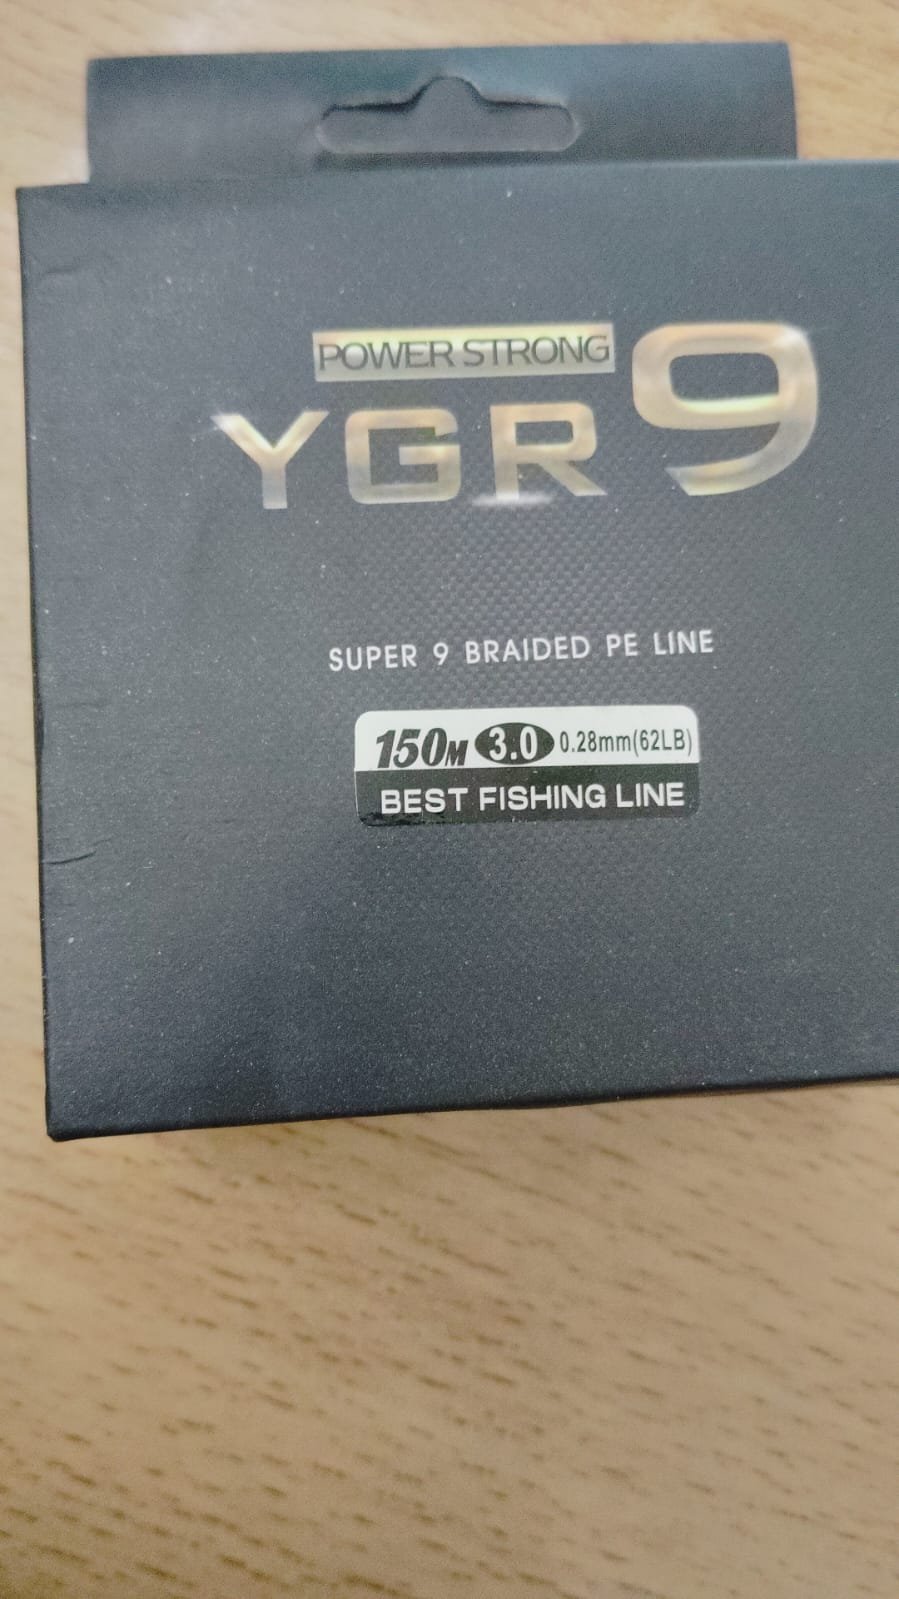 POWER STRONG
YGR9
SUPER 9 BRAIDED PE LINE
150M 3.0 0.28mm(62LB)
BEST FISHING LINE